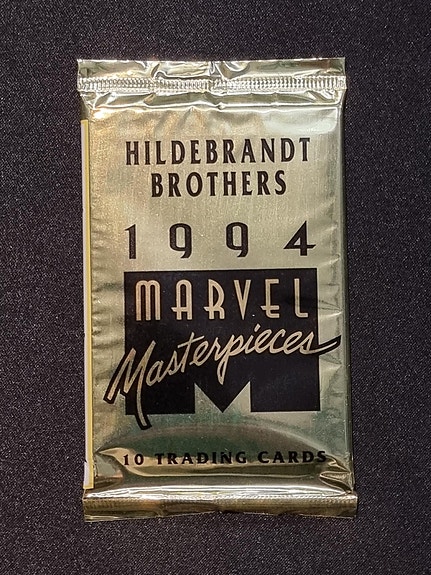 HILDEBRANDT
BROTHERS
1994
MARVEL
Masterpieces
10 TRADING CARDS